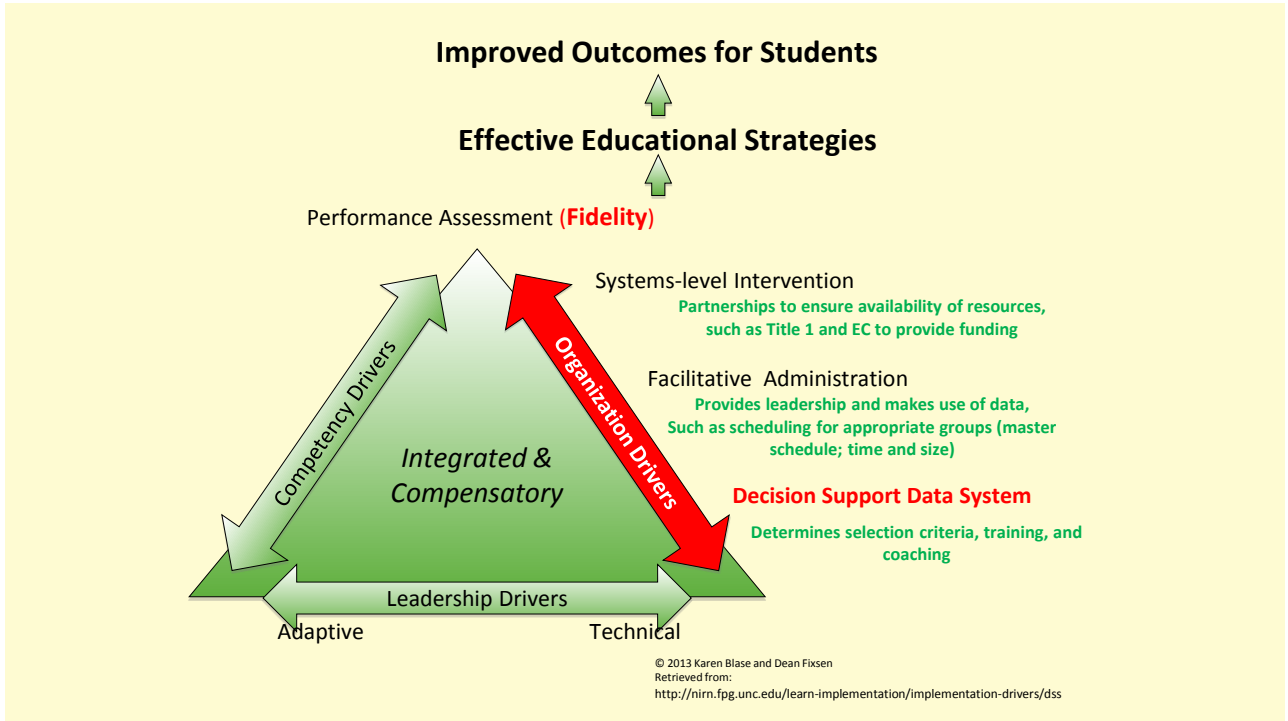 Improved Outcomes for Students
Effective Educational Strategies
Performance Assessment (Fidelity)
Systems-level Intervention
Partnerships to ensure availability of resources,
such as Title 1 and EC to provide funding
Facilitative Administration
Provides leadership and makes use of data,
Such as scheduling for appropriate groups (master
schedule; time and size)
Decision Support Data System
Determines selection criteria, training, and
coaching
Competency Drivers
Organization Drivers
Integrated &
Compensatory
Leadership Drivers
Adaptive
Technical
© 2013 Karen Blase and Dean Fixsen
Retrieved from:
http://nirn.fpg.unc.edu/learn-implementation/implementation-drivers/dss